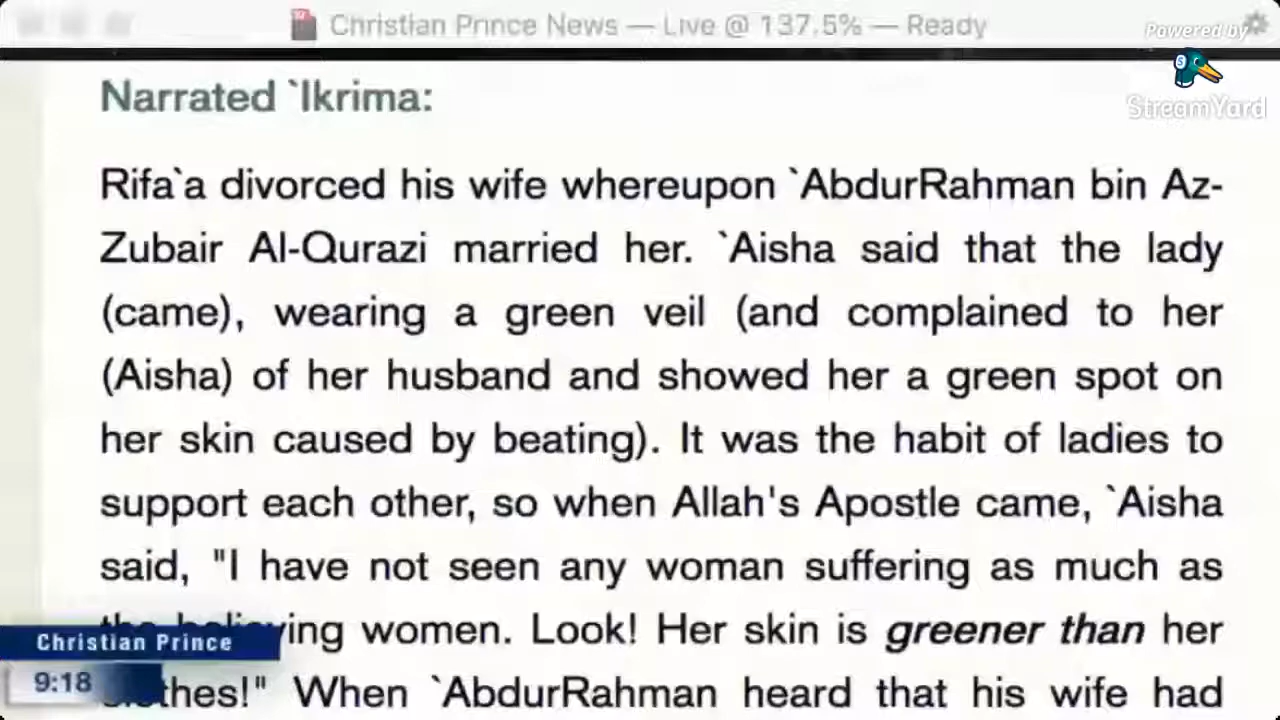 Christian Prince News — Live @ 137.5% — Ready
Powered by
StreamYard
Narrated `Ikrima:
Rifa`a divorced his wife whereupon `AbdurRahman bin Az-
Zubair Al-Qurazi married her. `Aisha said that the lady
(came), wearing a green veil (and complained to her
(Aisha) of her husband and showed her a green spot on
her skin caused by beating). It was the habit of ladies to
support each other, so when Allah's Apostle came, `Aisha
said, "I have not seen any woman suffering as much as
the believing women. Look! Her skin is greener than her
clothes!" When `AbdurRahman heard that his wife had
Christian Prince
9:18